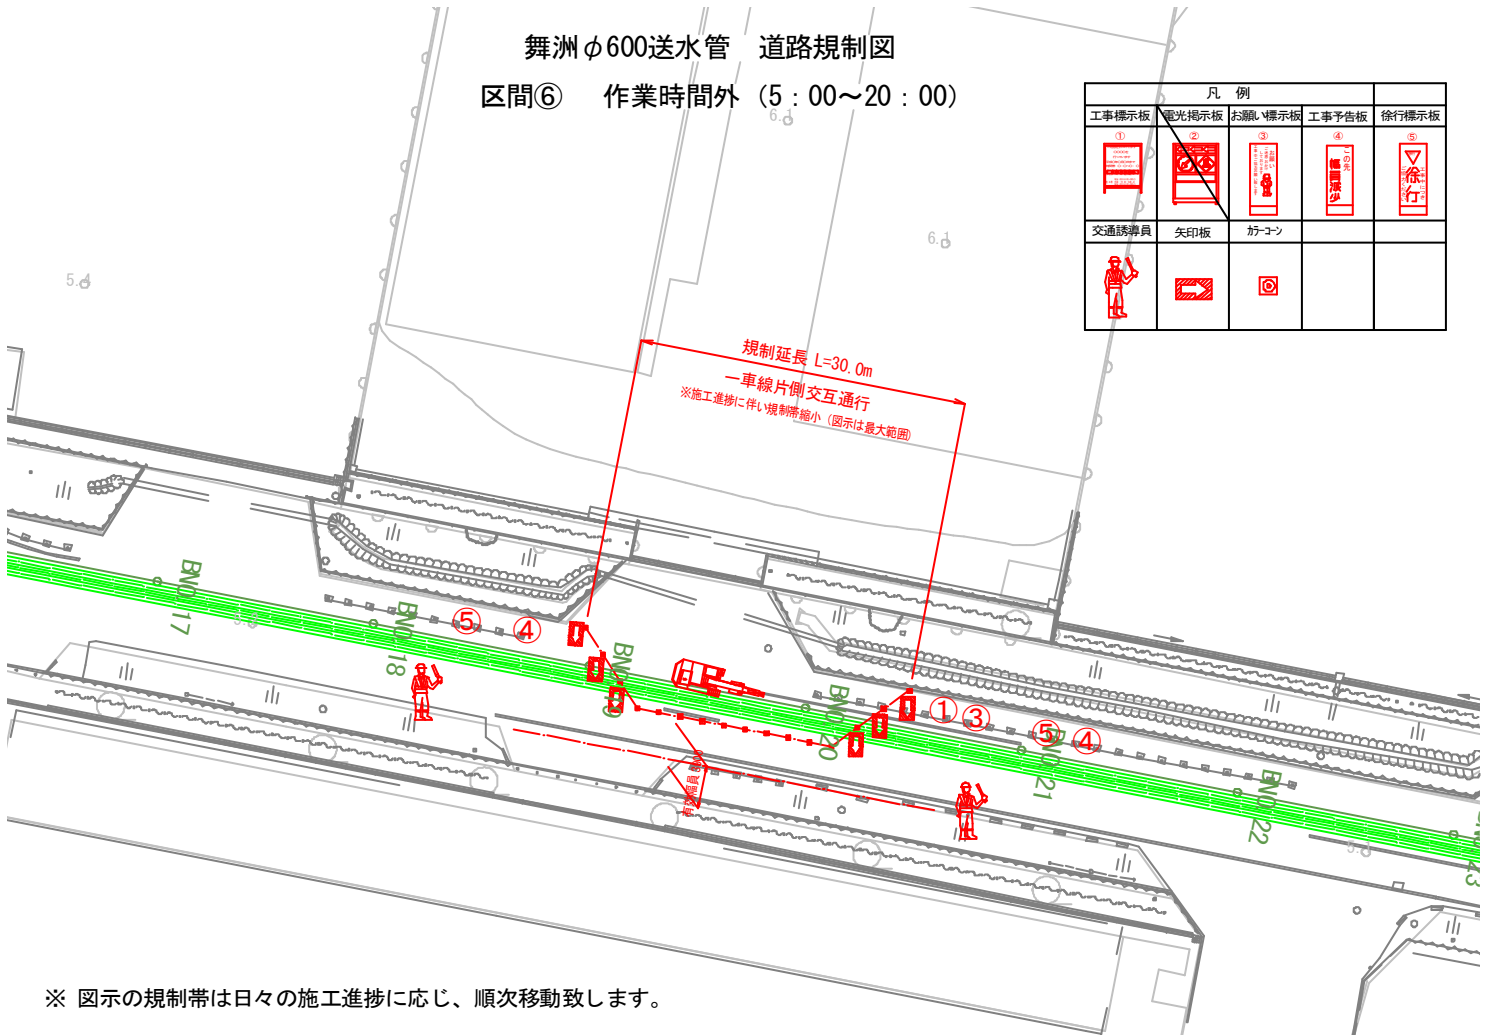 舞洲φ600送水管　道路規制図
区間⑥　作業時間外（5：00～20：00）
凡 例
工事標示板 電光掲示板 お願い標示板 工事予告板 徐行標示板
① ② ③ ④ ⑤
お願い
この先
幅員減少
徐行
交通誘導員 矢印板 カラーコーン
6.1
6.1
5.4
規制延長 L=30.0m
一車線片側交互通行
※施工進捗に伴い規制帯縮小（図示は最大範囲）
BNO.17
BNO.18
BNO.19
BNO.20
BNO.21
BNO.22
⑤ ④
① ③ ⑤ ④
※ 図示の規制帯は日々の施工進捗に応じ、順次移動致します。